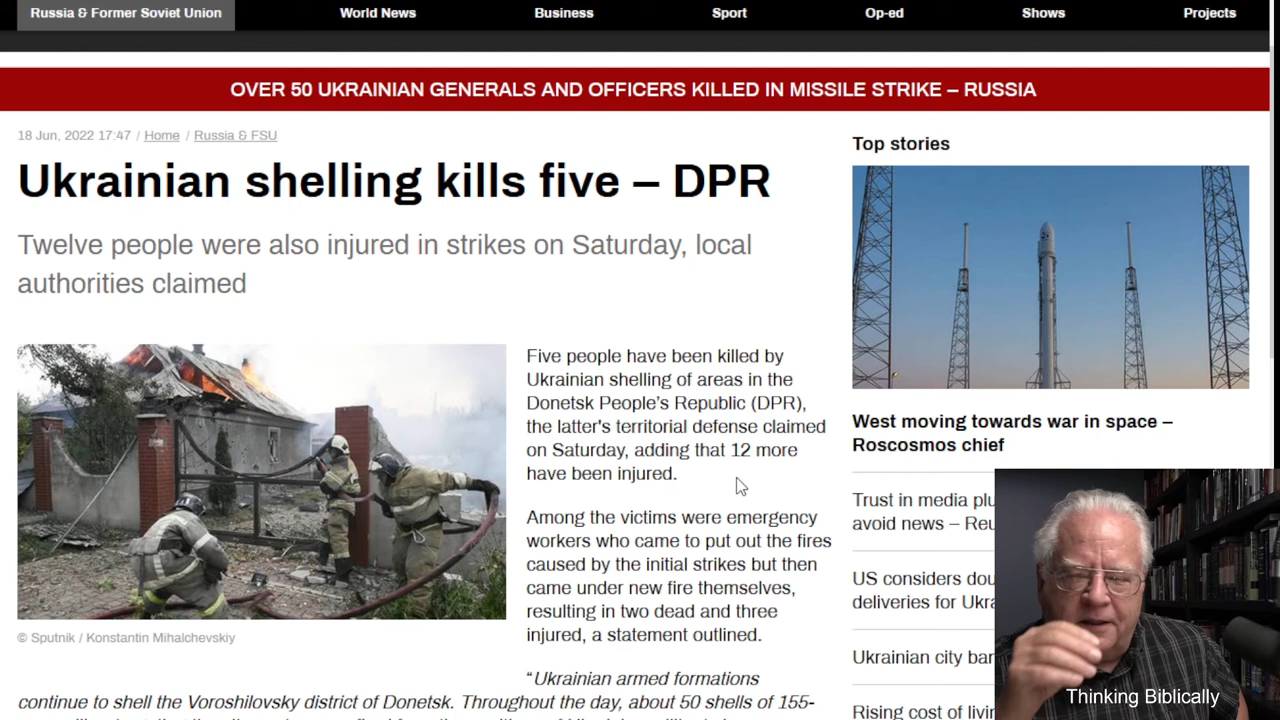 Russia & Former Soviet Union
World News
Business
Sport
Op-ed
Shows
Projects
OVER 50 UKRAINIAN GENERALS AND OFFICERS KILLED IN MISSILE STRIKE – RUSSIA
18 Jun, 2022 17:47 / Home / Russia & FSU
Ukrainian shelling kills five – DPR
Twelve people were also injured in strikes on Saturday, local
authorities claimed
© Sputnik / Konstantin Mihalchevskiy
Five people have been killed by
Ukrainian shelling of areas in the
Donetsk People's Republic (DPR),
the latter's territorial defense claimed
on Saturday, adding that 12 more
have been injured.
Among the victims were emergency
workers who came to put out the fires
caused by the initial strikes but then
came under new fire themselves,
resulting in two dead and three
injured, a statement outlined.
“Ukrainian armed formations
continue to shell the Voroshilovsky district of Donetsk. Throughout the day, about 50 shells of 155-
Top stories
West moving towards war in space –
Roscosmos chief
Trust in media
avoid news –
US considers
deliveries for
Ukrainian city
Rising cost of
Thinking Biblically